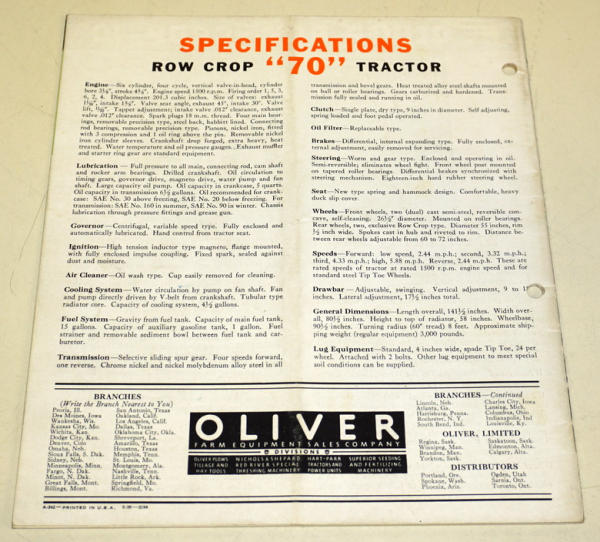 SPECIFICATIONS
ROW CROP "70" TRACTOR
Engine—Six cylinder, four cycle, vertical valve-in-head, cylinder
bore 3⅛", stroke 4⅜". Engine speed 1500 r.p.m. Firing order 1, 5, 3,
6, 2, 4. Displacement 201.3 cubic inches. Size of valves: exhaust
intake Valve seat angle, exhaust 45°, intake 30°. Valve
lift, Tappet adjustment; intake valve .012" clearance, exhaust
valve .012" clearance. Spark plugs 18 m.m. thread. Four main bear-
ings, removable precision type, steel back, babbitt lined. Connecting
rod bearings, removable precision type. Pistons, nickel iron, fitted
with 3 compression and 1 oil ring above the pin. Removable nickel
iron cylinder sleeves. Crankshaft drop forged, extra heavy, heat
treated. Water temperature and oil pressure gauges. Exhaust muffler
and starter ring gear are standard equipment.
Lubrication — Full pressure to all main, connecting rod, cam shaft
and rocker arm bearings. Drilled crankshaft. Oil circulation to
timing gears, governor drive, magneto drive, water pump and fan
shaft. Large capacity oil pump. Oil capacity in crankcase, 5 quarts.
Oil capacity in transmission 6½ gallons. Oil recommended for crank-
case: SAE No. 30 above freezing, SAE No. 20 below freezing. For
transmission: SAE No. 160 in summer, SAE No. 90 in winter. Chassis
lubrication through pressure fittings and grease gun.
Governor—Centrifugal, variable speed type. Fully enclosed and
automatically lubricated. Hand control from tractor seat.
Ignition—High tension inductor type magneto, flange mounted,
with fully enclosed impulse coupling. Fixed spark, sealed against
dust and moisture.
Air Cleaner—Oil wash type. Cup easily removed for cleaning.
Cooling System—Water circulation by pump on fan shaft. Fan
and pump directly driven by V-belt from crankshaft. Tubular type
radiator core. Capacity of cooling system, 4½ gallons.
Fuel System—Gravity from fuel tank. Capacity of main fuel tank,
15 gallons. Capacity of auxiliary gasoline tank, 1 gallon. Fuel
strainer and removable sediment bowl between fuel tank and car-
buretor.
Transmission—Selective sliding spur gear. Four speeds forward,
one reverse. Chrome nickel and nickel molybdenum alloy steel in all
transmission and bevel gears. Heat treated alloy steel shafts mounted
on ball or roller bearings. Gears carburized and hardened. Trans-
mission fully sealed and running in oil.
Clutch—Single plate, dry type, 9 inches in diameter. Self adjusting,
spring loaded and foot pedal operated.
Oil Filter—Replaceable type.
Brakes—Differential, internal expanding type. Fully enclosed, ex-
ternal adjustment, easily removed for servicing.
Steering—Worm and gear type. Enclosed and operating in oil.
Semi-reversible; eliminates wheel fight. Front wheel post mounted
on tapered roller bearings. Differential brakes synchronized with
steering mechanism. Eighteen-inch hard rubber steering wheel.
Seat—New type spring and hammock design. Comfortable, heavy
duck slip cover.
Wheels—Front wheels, two (dual) cast semi-steel, reversible con-
cave, self-cleaning, 26½" diameter. Mounted on roller bearings.
Rear wheels, two, exclusive Row Crop type. Diameter 55 inches, rim
½ inch wide. Spokes cast in hub and riveted to rim. Distance be-
tween rear wheels adjustable from 60 to 72 inches.
Speeds—Forward: low speed, 2.44 m.p.h.; second, 3.32 m.p.h.;
third, 4.33 m.p.h.; high, 5.88 m.p.h. Reverse, 2.44 m.p.h. These are
rated speeds of tractor at rated 1500 r.p.m. engine speed and for
standard steel Tip Toe Wheels.
Drawbar—Adjustable, swinging. Vertical adjustment, 9 to
inches. Lateral adjustment, 17½ inches total.
General Dimensions—Length overall, 141½ inches. Width over-
all, 80½ inches. Height to top of radiator, 58 inches. Wheelbase,
90½ inches. Turning radius (60" tread) 8 feet. Approximate ship-
ping weight (regular equipment) 3,000 pounds.
Lug Equipment—Standard, 4 inches wide, spade Tip Toe, 24 per
wheel. Attached with 2 bolts. Other lug equipment to meet special
soil conditions can be supplied.
BRANCHES
(Write the Branch Nearest to You)
Peoria, Ill.
Des Moines, Iowa
Waukesha, Wis.
Kansas City, Mo.
Wichita, Kan.
Dodge City, Kan.
Denver, Colo.
Omaha, Neb.
Sioux Falls, S. Dak.
Sidney, Neb.
Minneapolis, Minn.
Fargo, N. Dak.
Minot, N. Dak.
Great Falls, Mont.
Billings, Mont.
San Antonio, Texas
Oakland, Calif.
Los Angeles, Calif.
Dallas, Texas
Oklahoma City, Okla.
Shreveport, La.
Amarillo, Texas
Houston, Texas
Memphis, Tenn.
St. Louis, Mo.
Montgomery, Ala.
Nashville, Tenn.
Little Rock, Ark.
Springfield, Mo.
Richmond, Va.
OLIVER
FARM EQUIPMENT SALES COMPANY
DIVISIONS
OLIVER PLOWS
TILLAGE AND
HAY TOOLS
NICHOLS & SHEPARD
RED RIVER SPECIAL
THRESHING MACHINERY
HART-PARR
TRACTORS AND
POWER UNITS
SUPERIOR SEEDING
AND FERTILIZING
MACHINERY
BRANCHES—Continued
Lincoln, Neb.
Atlanta, Ga.
Harrisburg, Penna.
Rochester, N. Y.
South Bend, Ind.
Charles City, Iowa
Lansing, Mich.
Columbus, Ohio
Indianapolis, Ind
Louisville, Ky.
OLIVER, LIMITED
Regina, Sask.
Winnipeg, Man.
Brandon, Man.
Yorkton, Sask.
Saskatoon, Sask.
Edmonton, Alta.
Calgary, Alta.
DISTRIBUTORS
Portland, Ore.
Spokane, Wash.
Phoenix, Ariz.
Ogden, Utah
Sarnia, Ont.
Toronto, Ont.
PRINTED IN U.S.A.